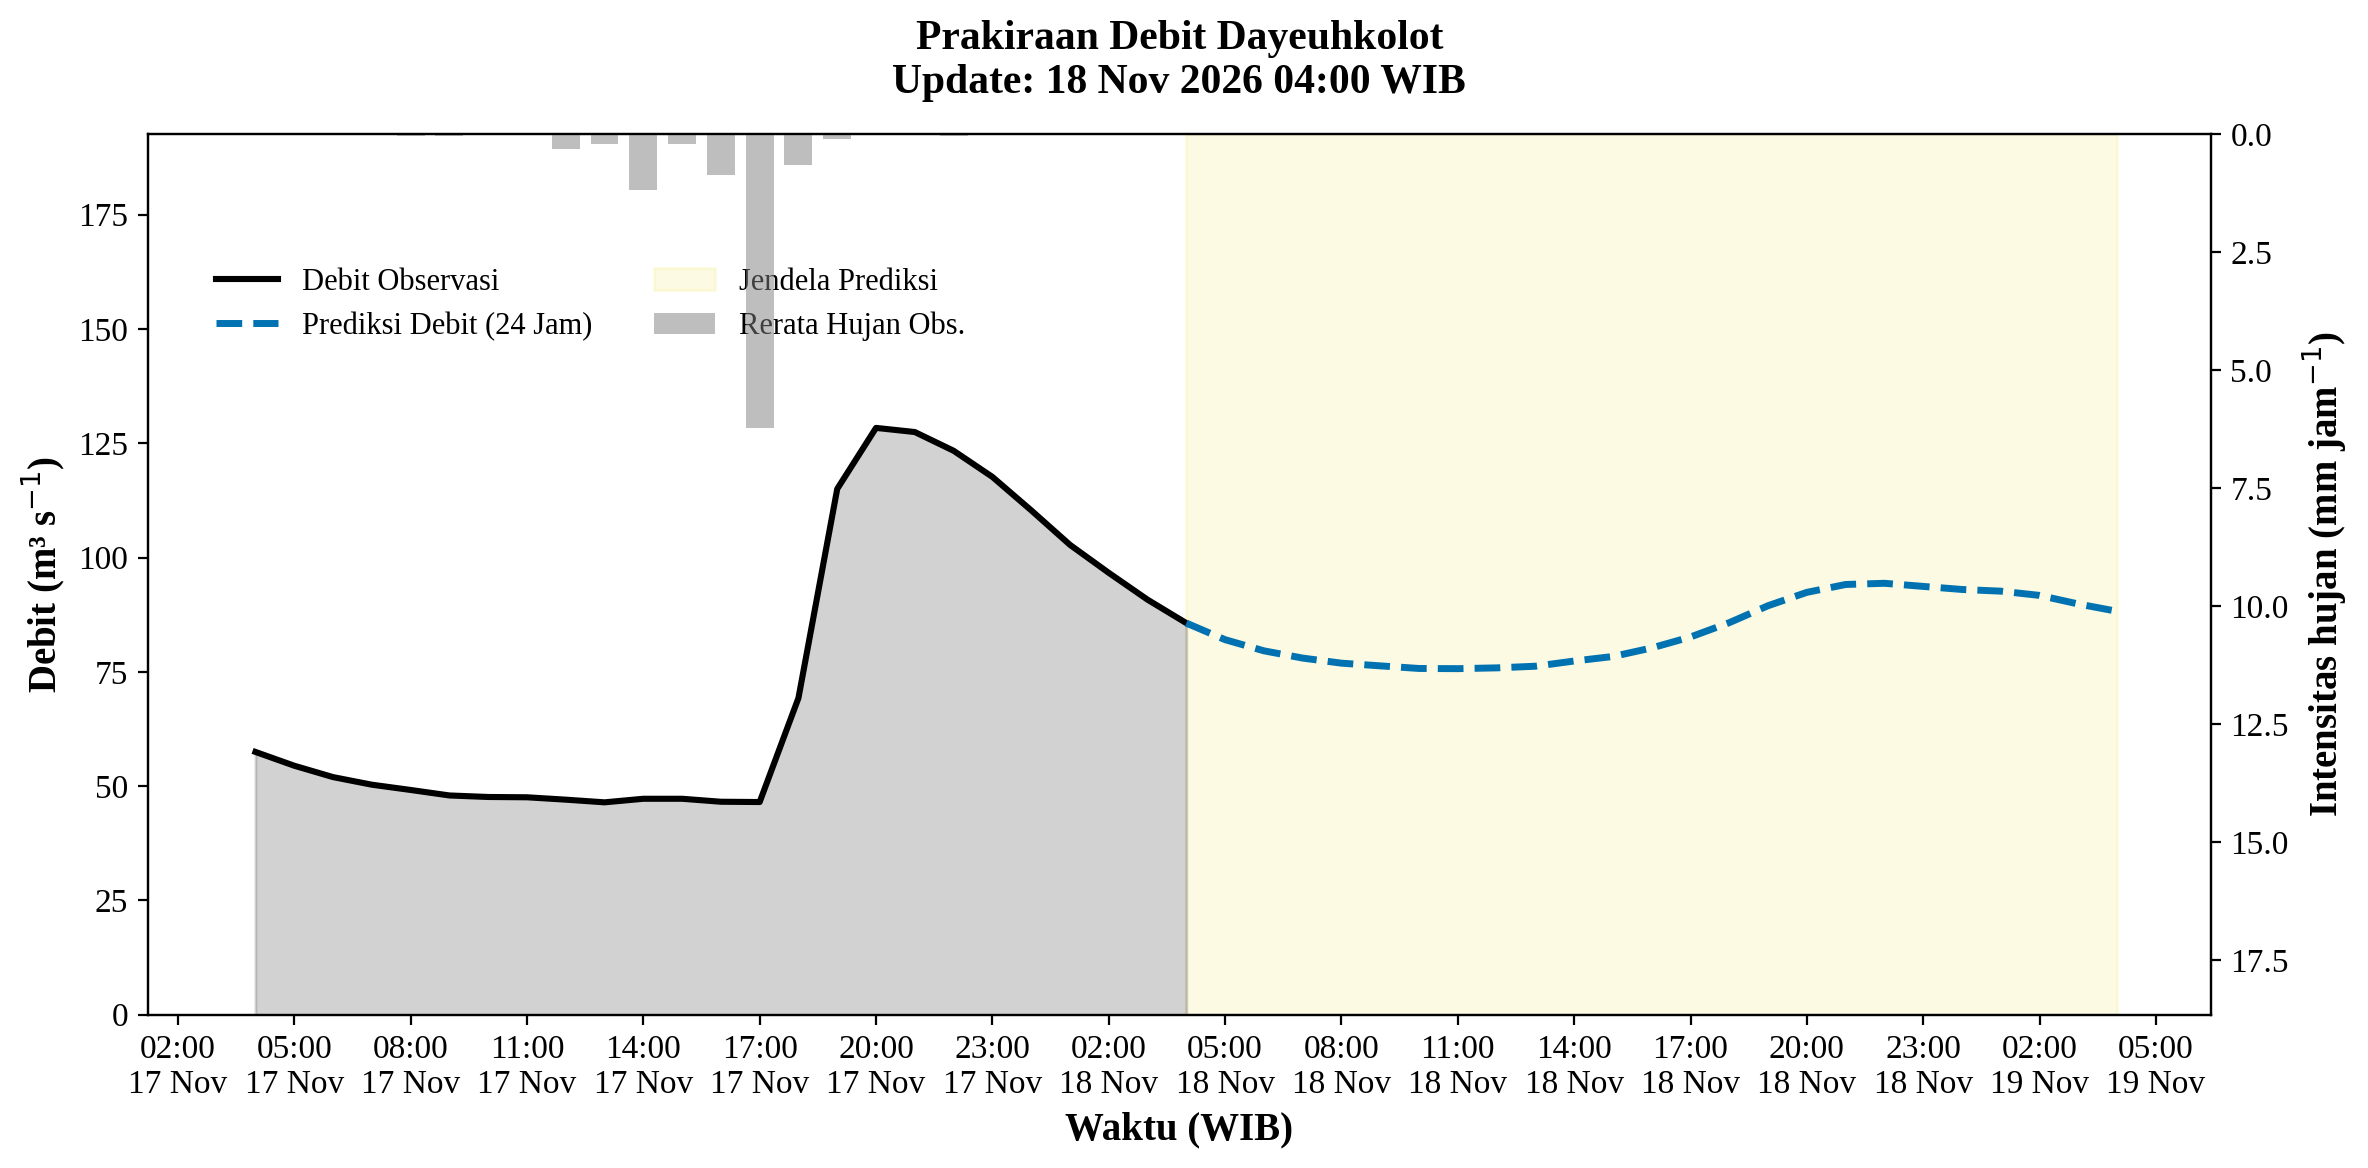 Prakiraan Debit Dayeuhkolot
Update: 18 Nov 2026 04:00 WIB
Debit Observasi
Prediksi Debit (24 Jam)
Jendela Prediksi
Rerata Hujan Obs.
Debit (m³ s⁻¹)
175
150
125
100
75
50
25
0
0.0
2.5
5.0
7.5
10.0
12.5
15.0
17.5
Intensitas hujan (mm jam⁻¹)
02:00 05:00 08:00 11:00 14:00 17:00 20:00 23:00 02:00 05:00 08:00 11:00 14:00 17:00 20:00 23:00 02:00 05:00
17 Nov 17 Nov 17 Nov 17 Nov 17 Nov 17 Nov 17 Nov 17 Nov 18 Nov 18 Nov 18 Nov 18 Nov 18 Nov 18 Nov 18 Nov 18 Nov 19 Nov 19 Nov
Waktu (WIB)